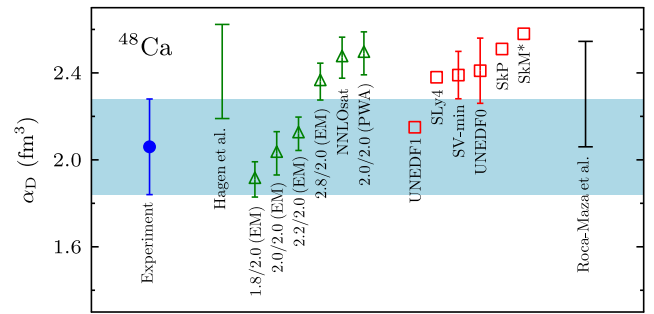 ⁴⁸Ca
α_D (fm³)
2.4
2.0
1.6
Experiment
Hagen et al.
1.8/2.0 (EM)
2.0/2.0 (EM)
2.2/2.0 (EM)
2.8/2.0 (EM)
NNLOsat
2.0/2.0 (PWA)
UNEDF1
SLy4
SV-min
UNEDF0
SkP
SkM*
Roca-Maza et al.